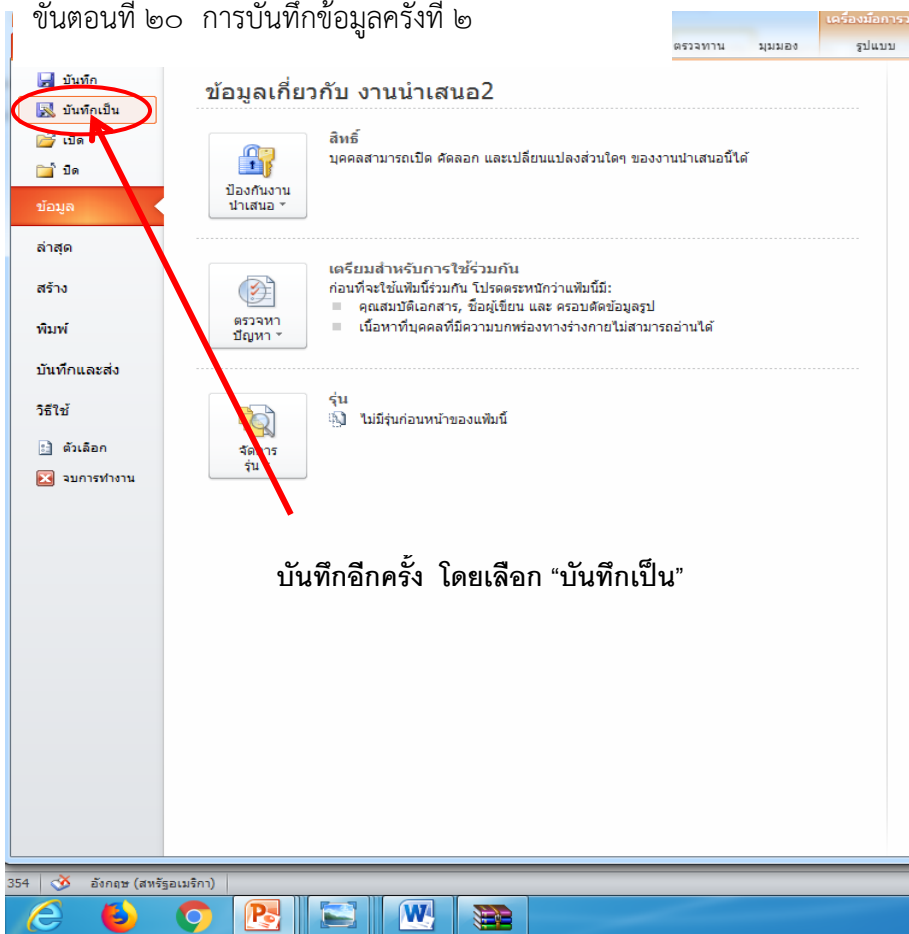 ขั้นตอนที่ ๒๐ การบันทึกข้อมูลครั้งที่ ๒
เครื่องมือการว
ตรวจทาน มุมมอง รูปแบบ
บันทึก
บันทึกเป็น
เปิด
ปิด
ข้อมูล
ล่าสุด
สร้าง
พิมพ์
บันทึกและส่ง
วิธีใช้
ตัวเลือก
จบการทำงาน
ข้อมูลเกี่ยวกับ งานนำเสนอ2
ป้องกันงาน
นำเสนอ
สิทธิ์
บุคคลสามารถเปิด คัดลอก และเปลี่ยนแปลงส่วนใดๆ ของงานนำเสนอนี้ได้
ตรวจหา
ปัญหา
เตรียมสำหรับการใช้ร่วมกัน
ก่อนที่จะใช้แฟ้มนี้ร่วมกัน โปรดตระหนักว่าแฟ้มนี้มี:
คุณสมบัติเอกสาร, ชื่อผู้เขียน และ ครอบตัดข้อมูลรูป
เนื้อหาที่บุคคลที่มีความบกพร่องทางร่างกายไม่สามารถอ่านได้
จัดการ
รุ่น
รุ่น
ไม่มีรุ่นก่อนหน้าของแฟ้มนี้
บันทึกอีกครั้ง โดยเลือก “บันทึกเป็น”
354 อังกฤษ (สหรัฐอเมริกา)